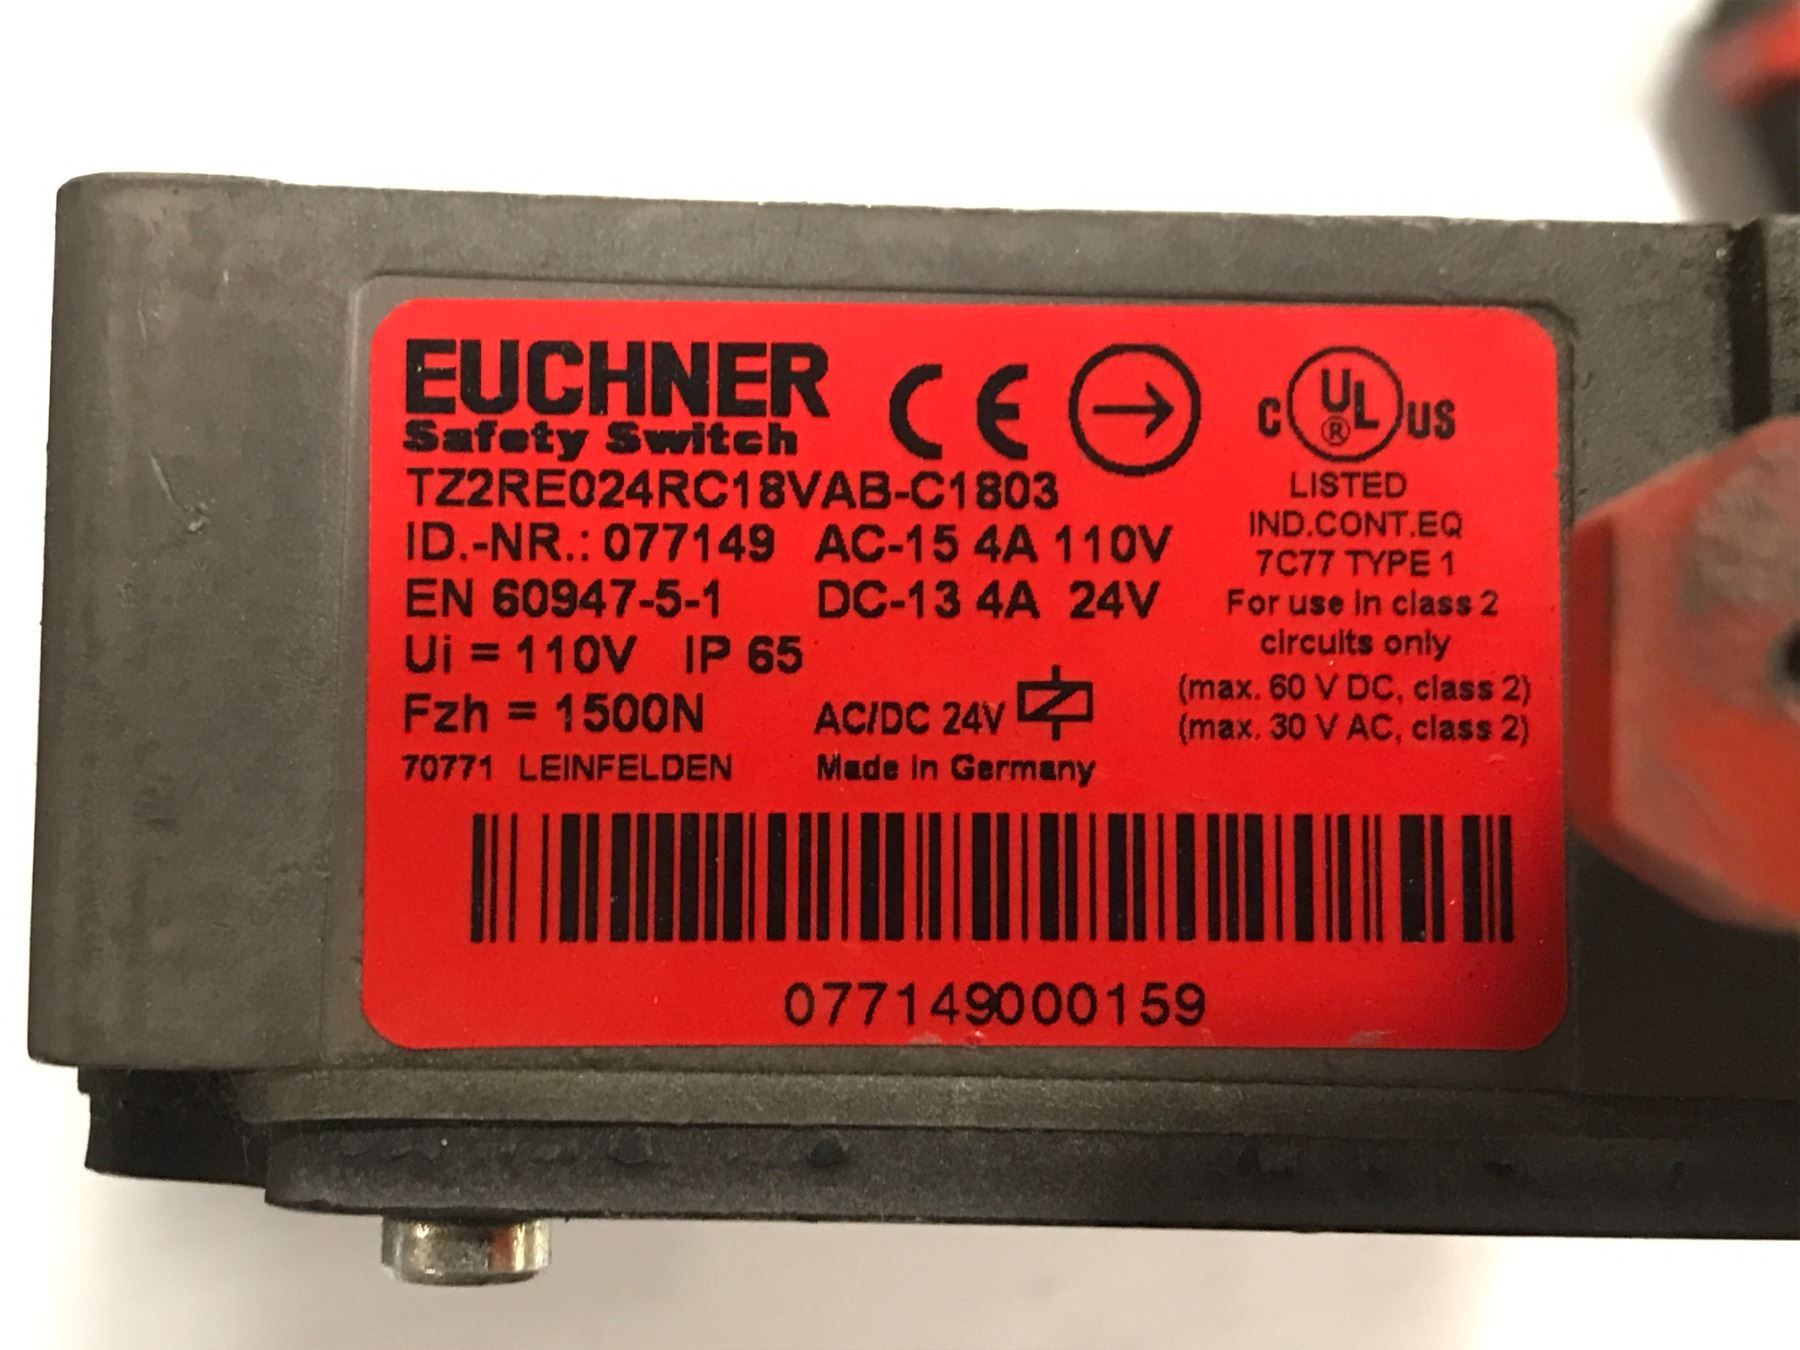 EUCHNER
Safety Switch
CE
C UL ® US
TZ2RE024RC18VAB-C1803
ID.-NR.: 077149 AC-15 4A 110V
EN 60947-5-1 DC-13 4A 24V
Ui = 110V IP 65
Fzh = 1500N AC/DC 24V
70771 LEINFELDEN Made in Germany
LISTED
IND.CONT.EQ
7C77 TYPE 1
For use in class 2
circuits only
(max. 60 V DC, class 2)
(max. 30 V AC, class 2)
077149000159